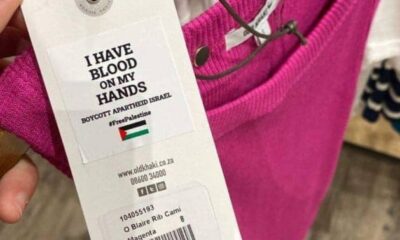 I HAVE
BLOOD
ON MY
HANDS
BOYCOTT APARTHEID ISRAEL
#FreePalestine
www.oldkhaki.co.za
08600 34000
104055193
O Blaire Rib Cami
Magenta
8